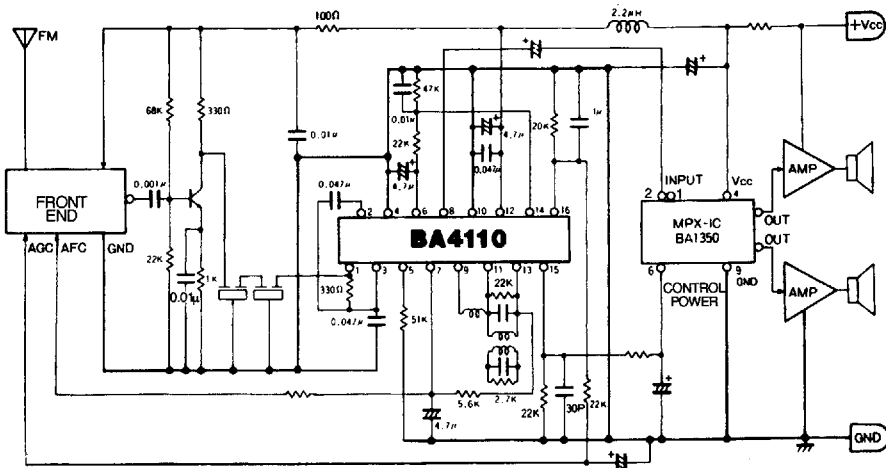 FM
100Ω
2.2μH
+Vcc
68K
330Ω
0.01μ
0.01μ
47K
22K
4.7μ
4.7μ
0.047μ
20K
1μ
INPUT
2
1
Vcc
4
AMP
FRONT
END
0.001μ
0.047μ
2
4
6
8
10
12
14
16
BA4110
MPX-IC
BA1350
OUT
OUT
AGC
AFC
GND
22K
0.01μ
1K
1
3
5
7
9
11
13
15
330Ω
0.047μ
22K
6
9
GND
CONTROL
POWER
AMP
51K
5.6K
2.7K
4.7μ
22K
30P
22K
GND